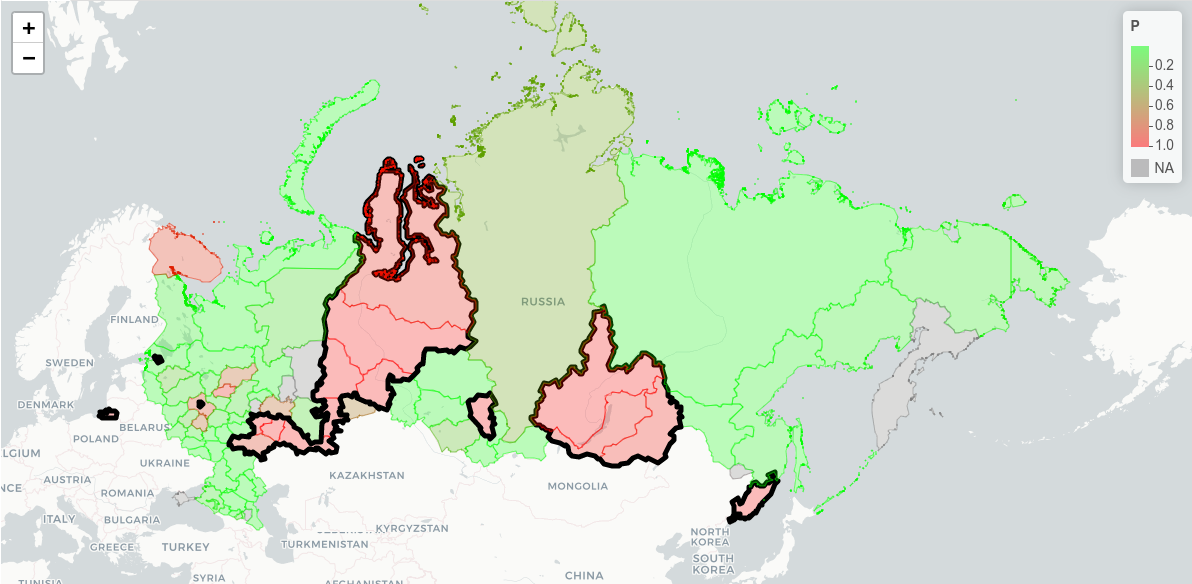 +
−
P
0.2
0.4
0.6
0.8
1.0
NA
RUSSIA
FINLAND
SWEDEN
DENMARK
BELARUS
POLAND
LGIUM
UKRAINE
AUSTRIA
NCE
ROMANIA
ITALY
BULGARIA
GREECE
TURKEY
SYRIA
TUNISIA
KAZAKHSTAN
KYRGYZSTAN
TURKMENISTAN
AFGHANISTAN
MONGOLIA
NORTH
KOREA
SOUTH
KOREA
CHINA